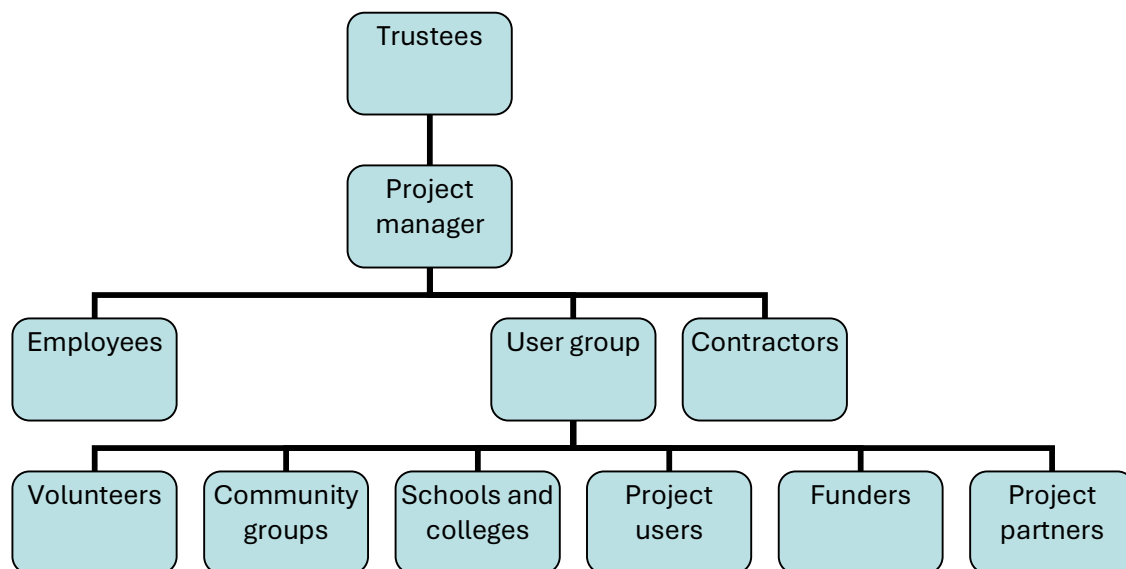 Trustees
Project
manager
Employees
User group
Contractors
Volunteers
Community
groups
Schools and
colleges
Project
users
Funders
Project
partners